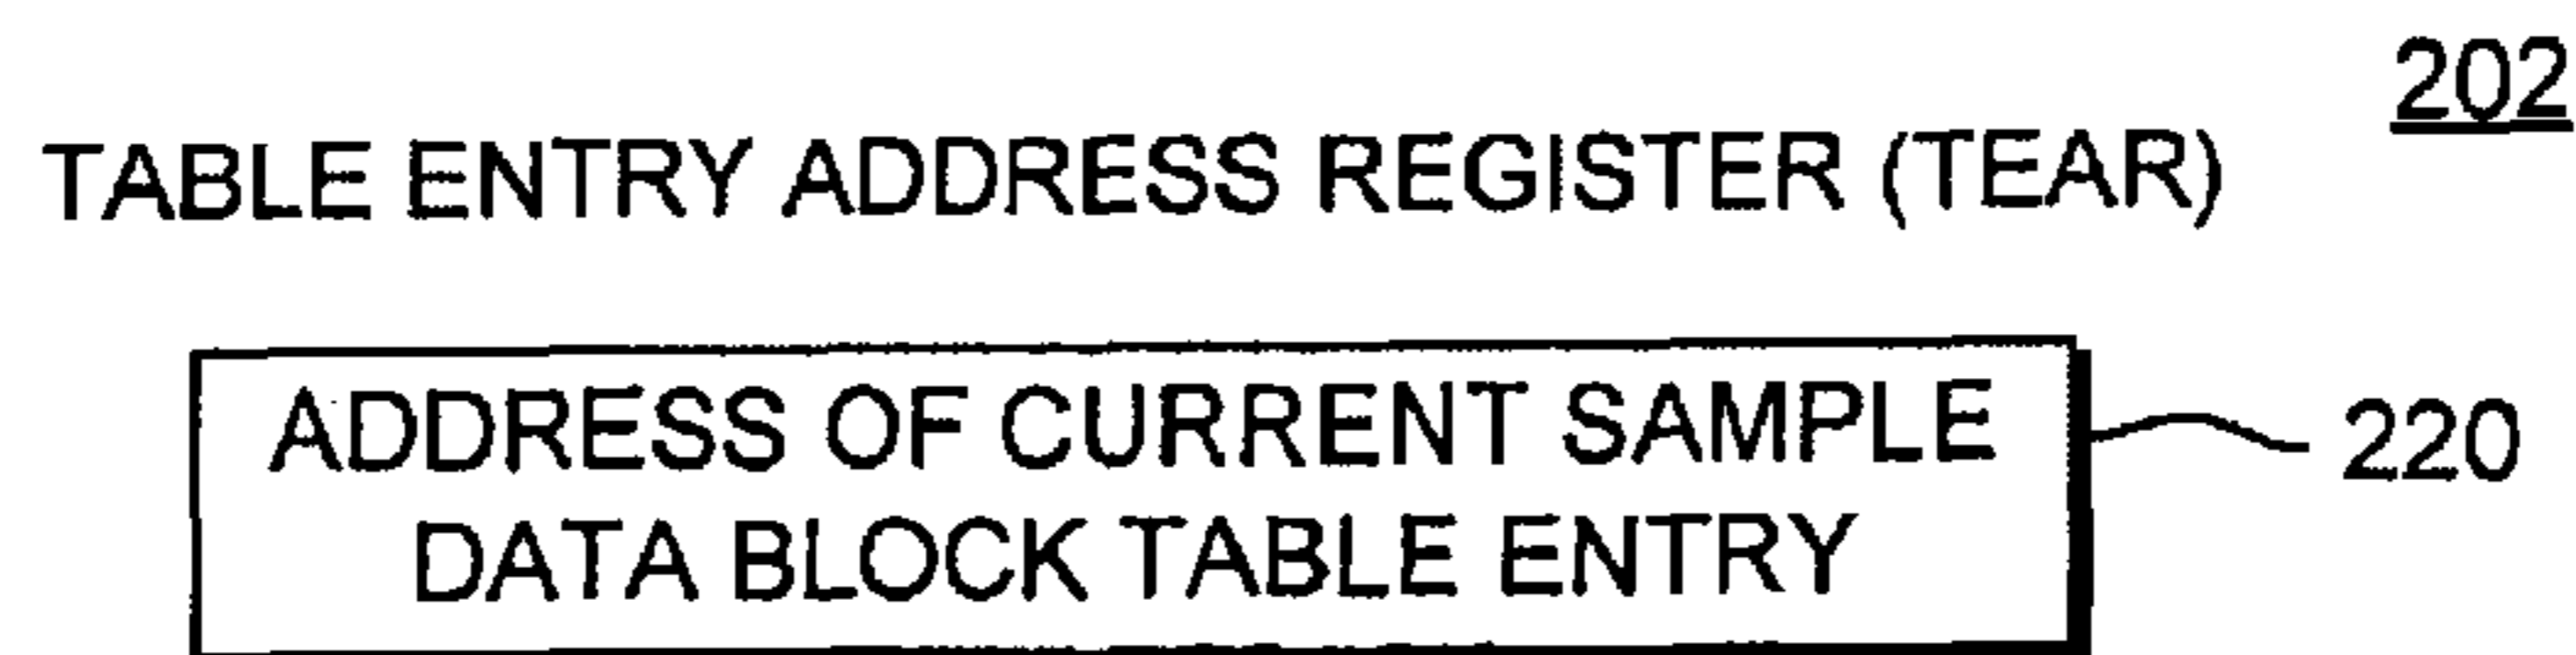 202
TABLE ENTRY ADDRESS REGISTER (TEAR)
ADDRESS OF CURRENT SAMPLE
DATA BLOCK TABLE ENTRY
220